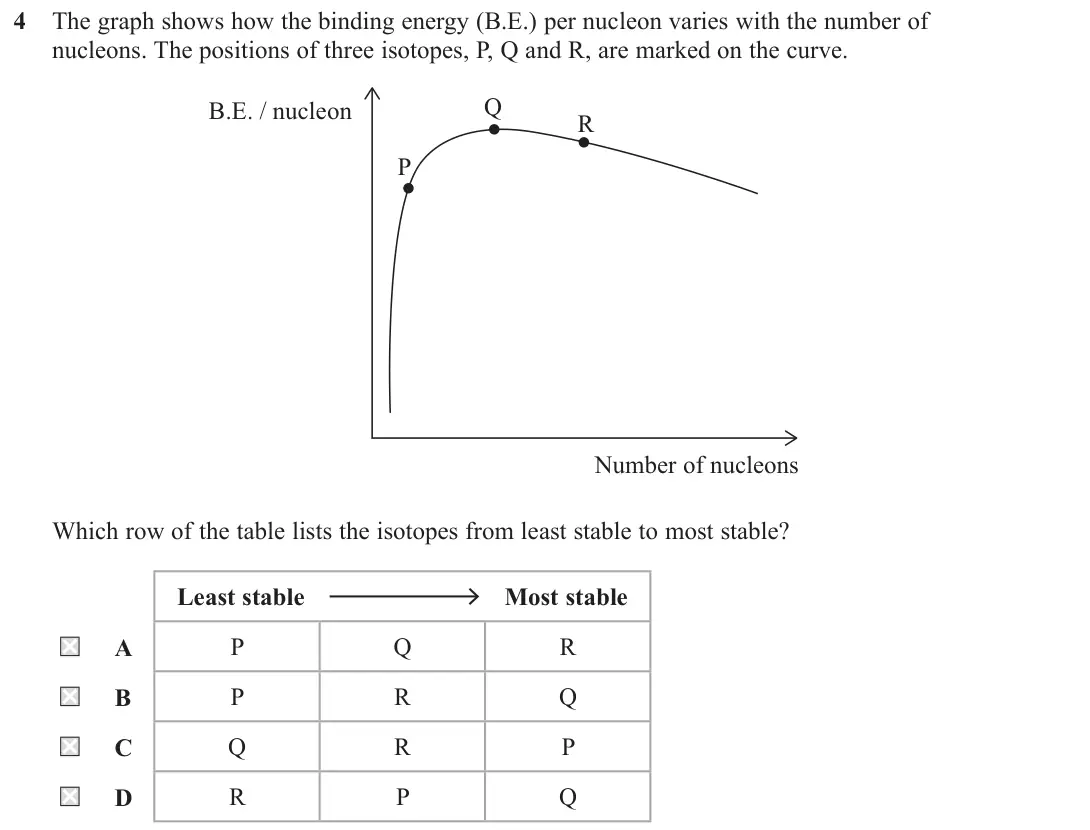 4 The graph shows how the binding energy (B.E.) per nucleon varies with the number of
nucleons. The positions of three isotopes, P, Q and R, are marked on the curve.
B.E. / nucleon
Q
R
P
Number of nucleons
Which row of the table lists the isotopes from least stable to most stable?
Least stable Most stable
A P Q R
B P R Q
C Q R P
D R P Q